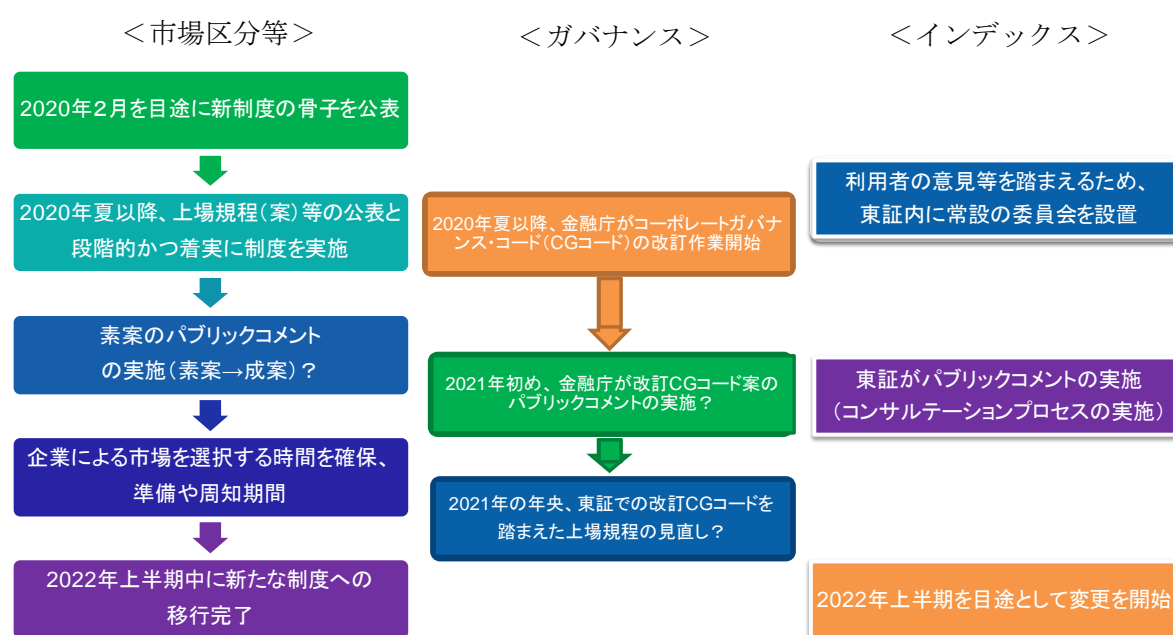 ＜市場区分等＞
2020年２月を目途に新制度の骨子を公表
2020年夏以降、上場規程（案）等の公表と
段階的かつ着実に制度を実施
素案のパブリックコメント
の実施（素案→成案）？
企業による市場を選択する時間を確保、
準備や周知期間
2022年上半期中に新たな制度への
移行完了
＜ガバナンス＞
2020年夏以降、金融庁がコーポレートガバナ
ンス・コード（CGコード）の改訂作業開始
2021年初め、金融庁が改訂CGコード案の
パブリックコメントの実施？
2021年の年央、東証での改訂CGコードを
踏まえた上場規程の見直し？
＜インデックス＞
利用者の意見等を踏まえるため、
東証内に常設の委員会を設置
東証がパブリックコメントの実施
（コンサルテーションプロセスの実施）
2022年上半期を目途として変更を開始